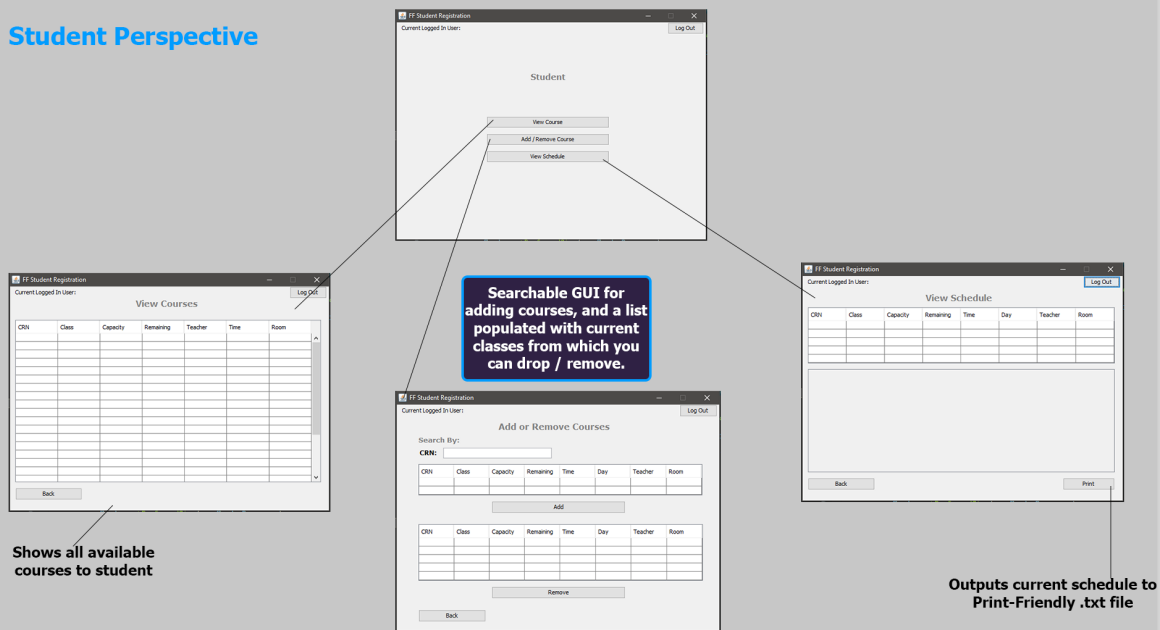 Student Perspective
FF Student Registration
Current Logged In User:
Log Out
Student
View Course
Add / Remove Course
View Schedule
FF Student Registration
Current Logged In User:
Log Out
View Courses
CRN Class Capacity Remaining Teacher Time Room
Back
Shows all available
courses to student
Searchable GUI for
adding courses, and a list
populated with current
classes from which you
can drop / remove.
FF Student Registration
Current Logged In User:
Log Out
Add or Remove Courses
Search By:
CRN:
CRN Class Capacity Remaining Time Day Teacher Room
Add
CRN Class Capacity Remaining Time Day Teacher Room
Remove
Back
FF Student Registration
Current Logged In User:
Log Out
View Schedule
CRN Class Capacity Remaining Time Day Teacher Room
Back
Print
Outputs current schedule to
Print-Friendly .txt file